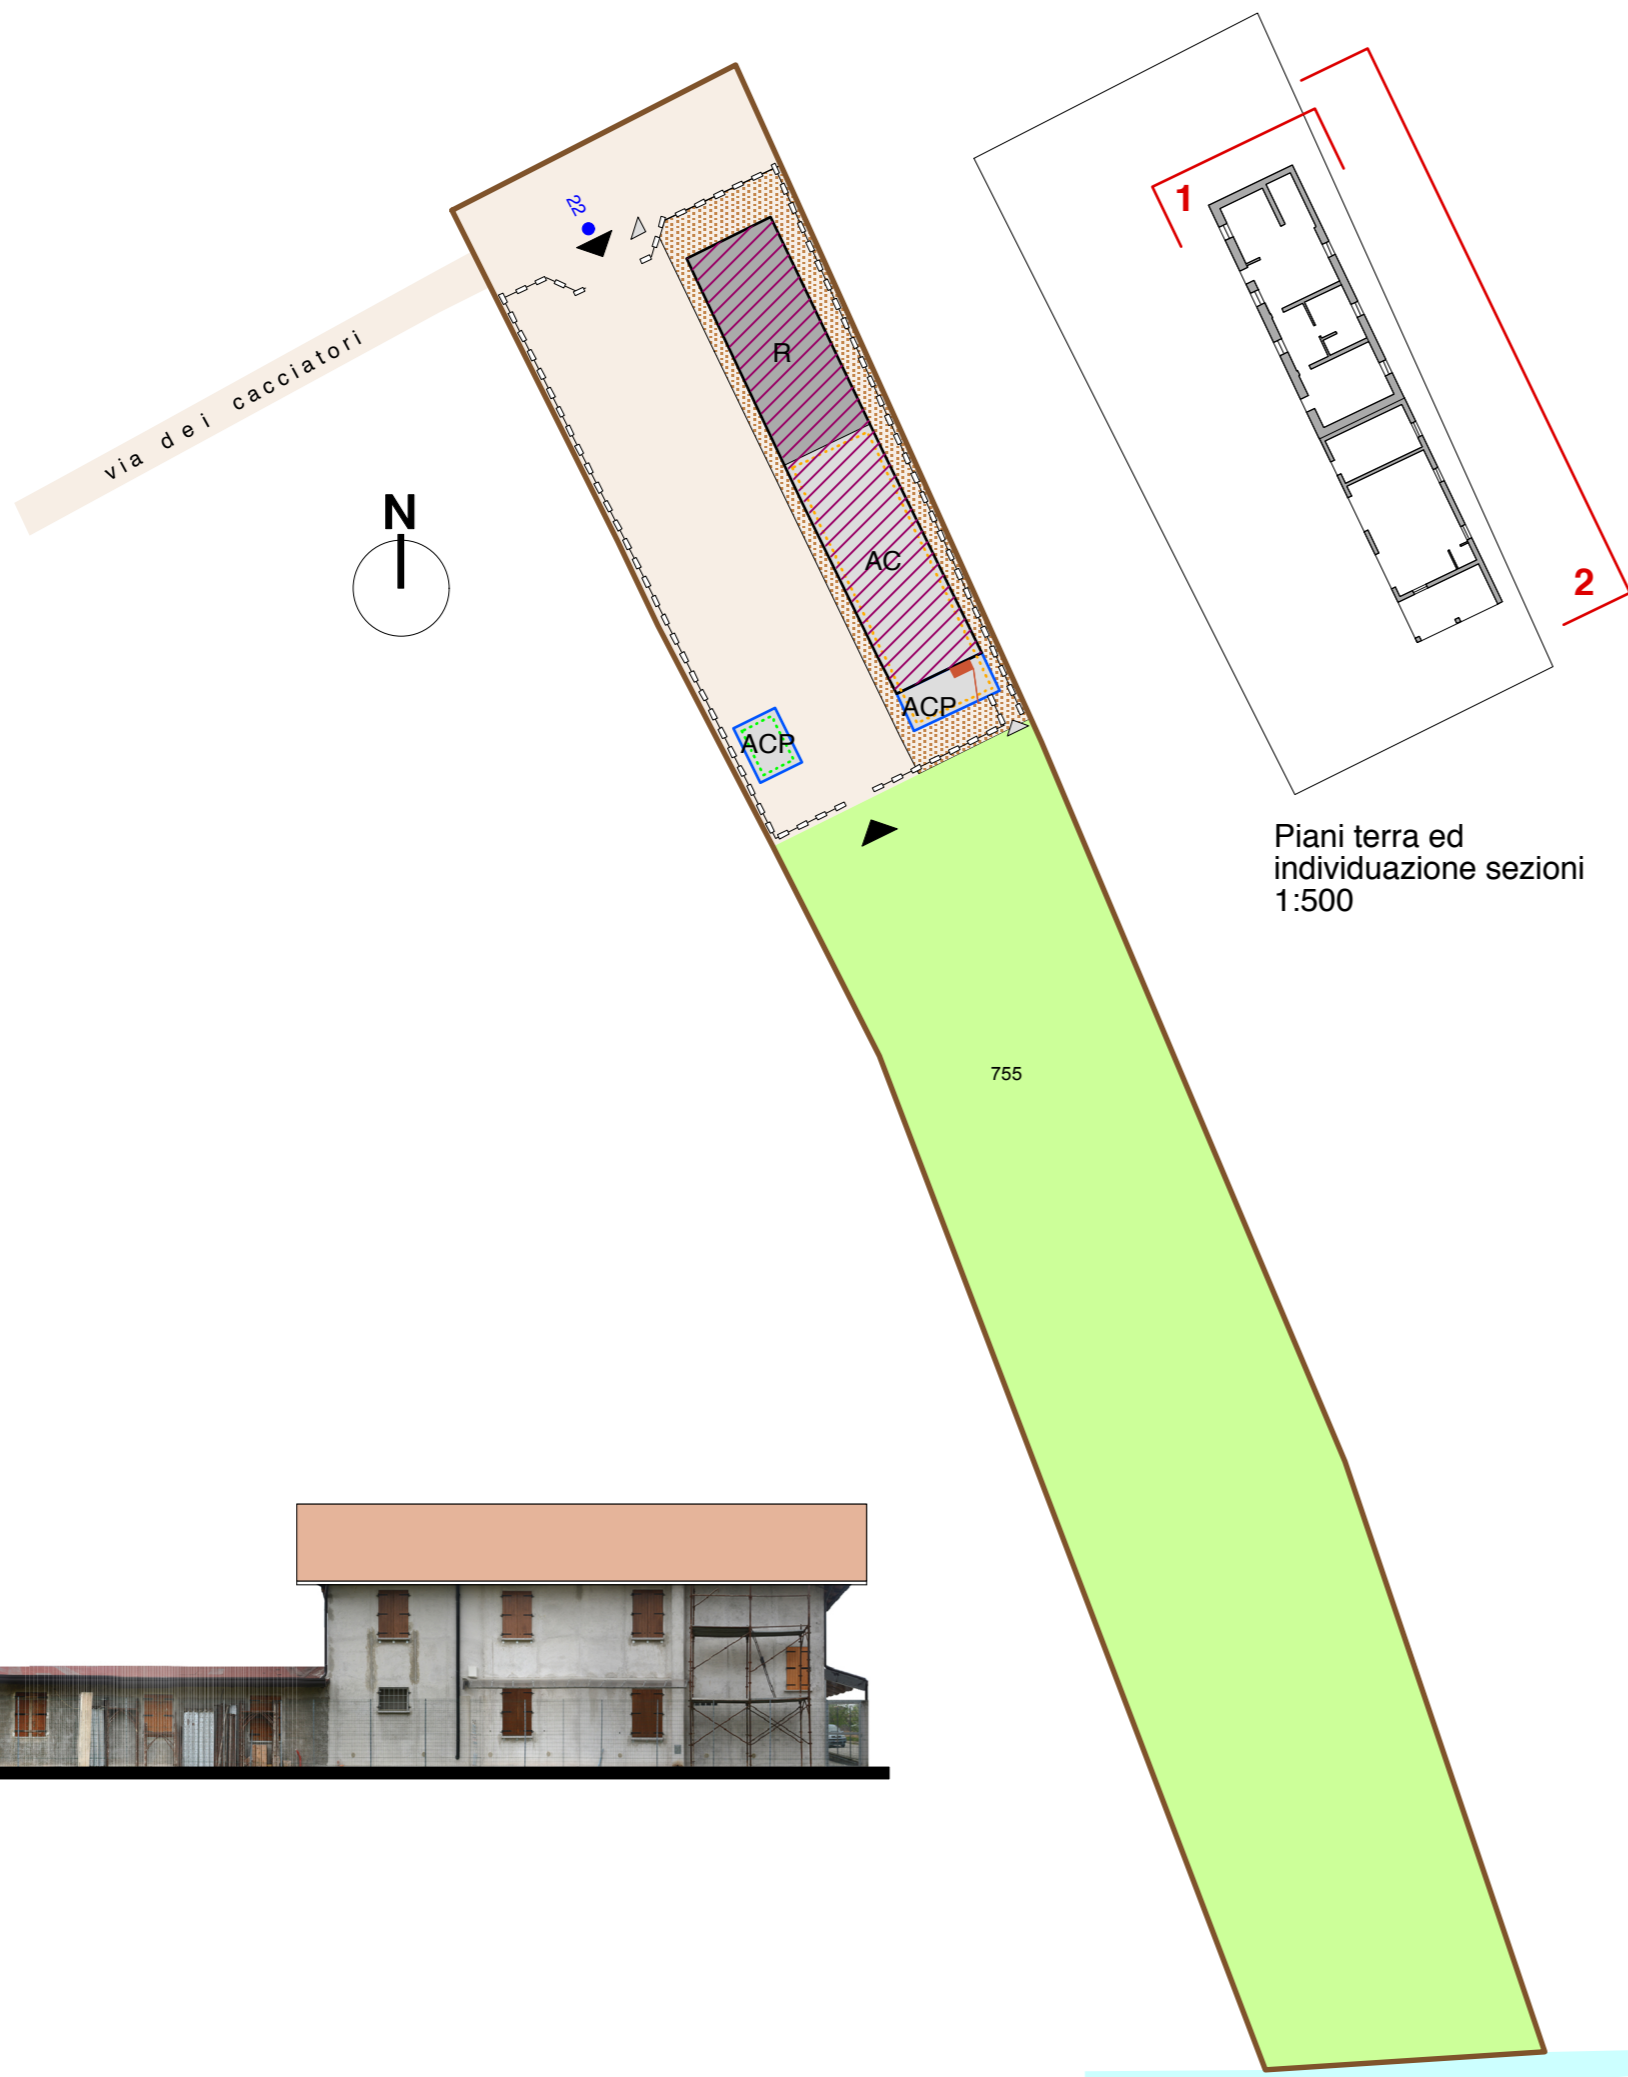 1
22
R
via dei cacciatori
N
AC
2
ACP
ACP
Piani terra ed
individuazione sezioni
1:500
755